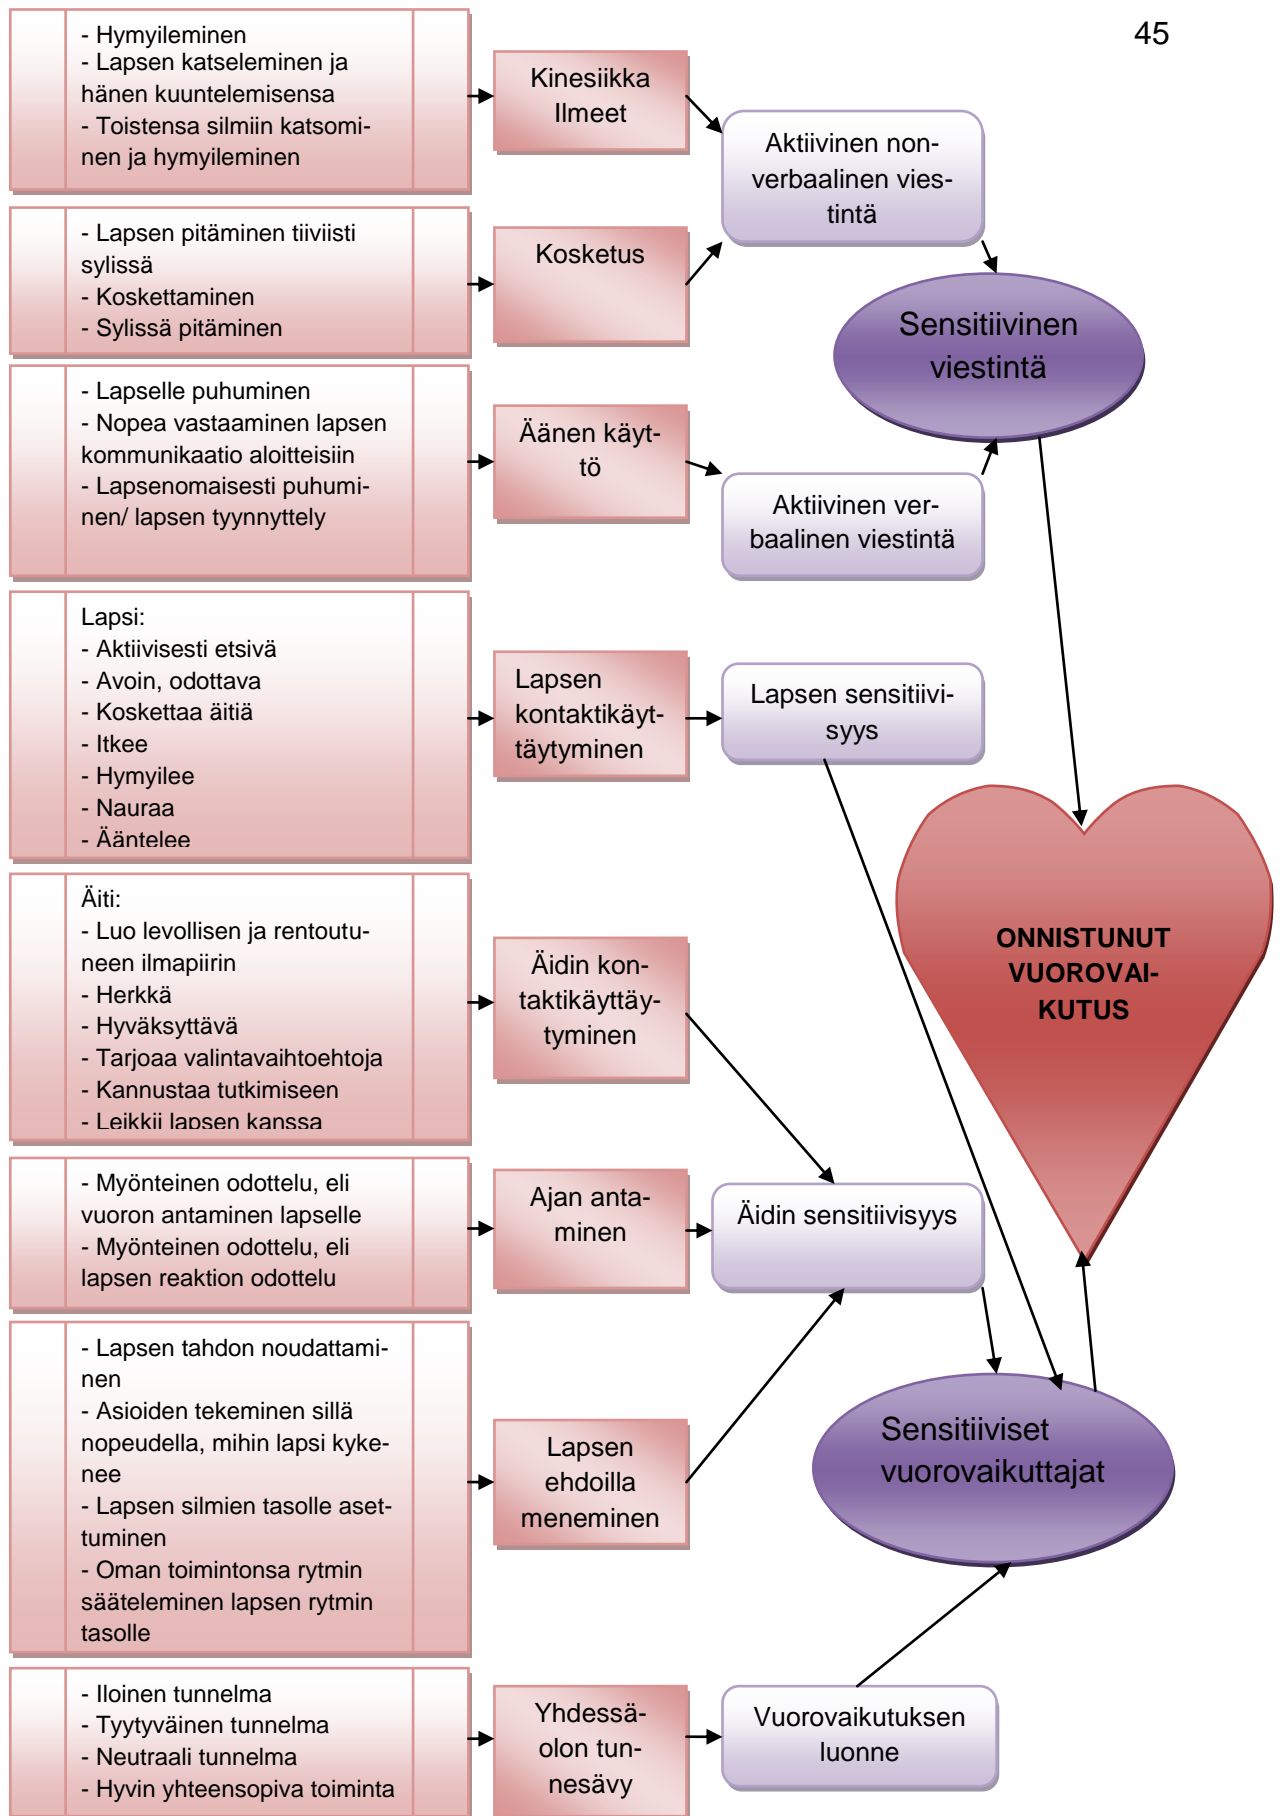 45
- Hymyileminen
- Lapsen katseleminen ja
hänen kuuntelemisensa
- Toistensa silmiin katsomi-
nen ja hymyileminen
Kinesiikka
Ilmeet
Aktiivinen non-
verbaalinen vies-
tintä
- Lapsen pitäminen tiiviisti
sylissä
- Koskettaminen
- Sylissä pitäminen
Kosketus
Sensitiivinen
viestintä
- Lapselle puhuminen
- Nopea vastaaminen lapsen
kommunikaatio aloitteisiin
- Lapsenomaisesti puhumi-
nen/ lapsen tyynnyttely
Äänen käyt-
tö
Aktiivinen ver-
baalinen viestintä
Lapsi:
- Aktiivisesti etsivä
- Avoin, odottava
- Koskettaa äitiä
- Itkee
- Hymyilee
- Nauraa
- Ääntelee
Lapsen
kontaktikäyt-
täytyminen
Lapsen sensitiivi-
syys
ONNISTUNUT
VUOROVAI-
KUTUS
Äiti:
- Luo levollisen ja rentoutu-
neen ilmapiirin
- Herkkä
- Hyväksyttävä
- Tarjoaa valintavaihtoehtoja
- Kannustaa tutkimiseen
- Leikkii lapsen kanssa
Äidin kon-
taktikäyttäy-
tyminen
- Myönteinen odottelu, eli
vuoron antaminen lapselle
- Myönteinen odottelu, eli
lapsen reaktion odottelu
Ajan anta-
minen
Äidin sensitiivisyys
- Lapsen tahdon noudattami-
nen
- Asioiden tekeminen sillä
nopeudella, mihin lapsi kyke-
nee
- Lapsen silmien tasolle aset-
tuminen
- Oman toimintonsa rytmin
sääteleminen lapsen rytmin
tasolle
Lapsen
ehdoilla
meneminen
Sensitiiviset
vuorovaikuttajat
- Iloinen tunnelma
- Tyytyväinen tunnelma
- Neutraali tunnelma
- Hyvin yhteensopiva toiminta
Yhdessä-
olon tun-
nesävy
Vuorovaikutuksen
luonne